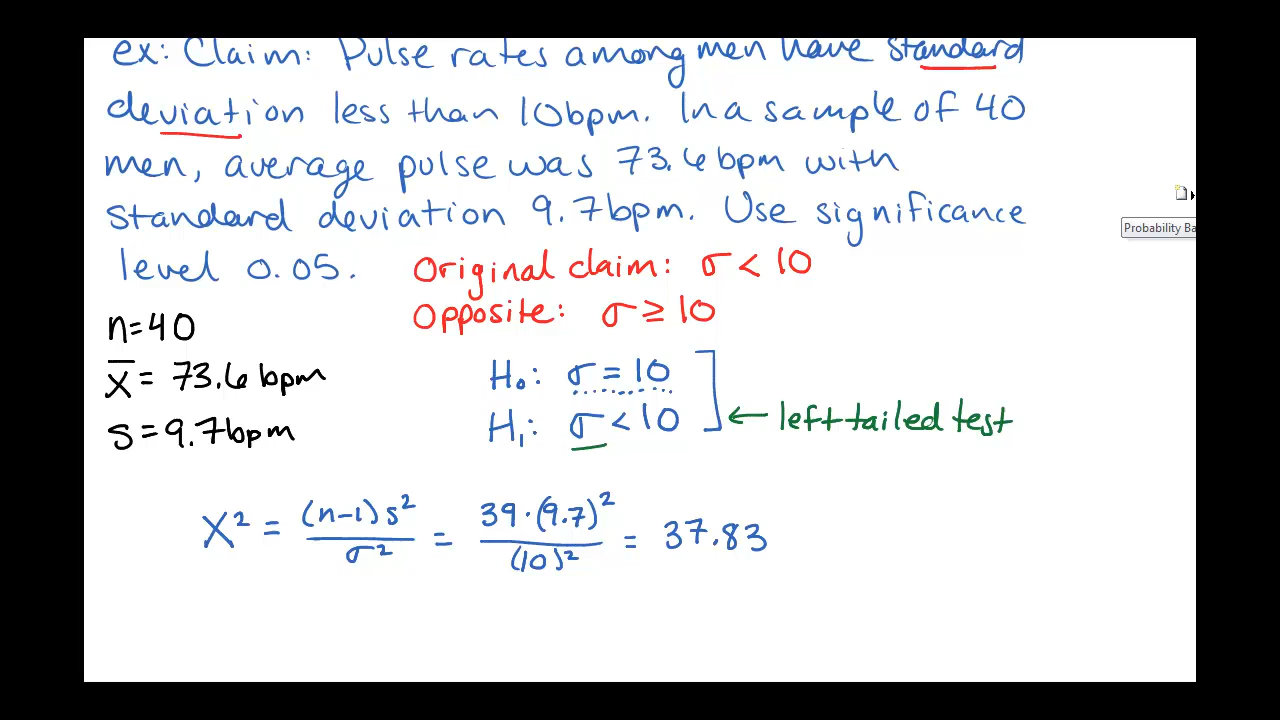 ex: Claim: Pulse rates among men have standard
deviation less than 10bpm. In a sample of 40
men, average pulse was 73.6 bpm with
standard deviation 9.7bpm. Use significance
level 0.05. Original claim: σ < 10
Opposite: σ ≥ 10
n=40
x̅ = 73.6 bpm
s = 9.7bpm
H₀: σ = 10
H₁: σ < 10
← left tailed test
X² = (n-1)s²/σ² = 39·(9.7)²/(10)² = 37.83
Probability Ba